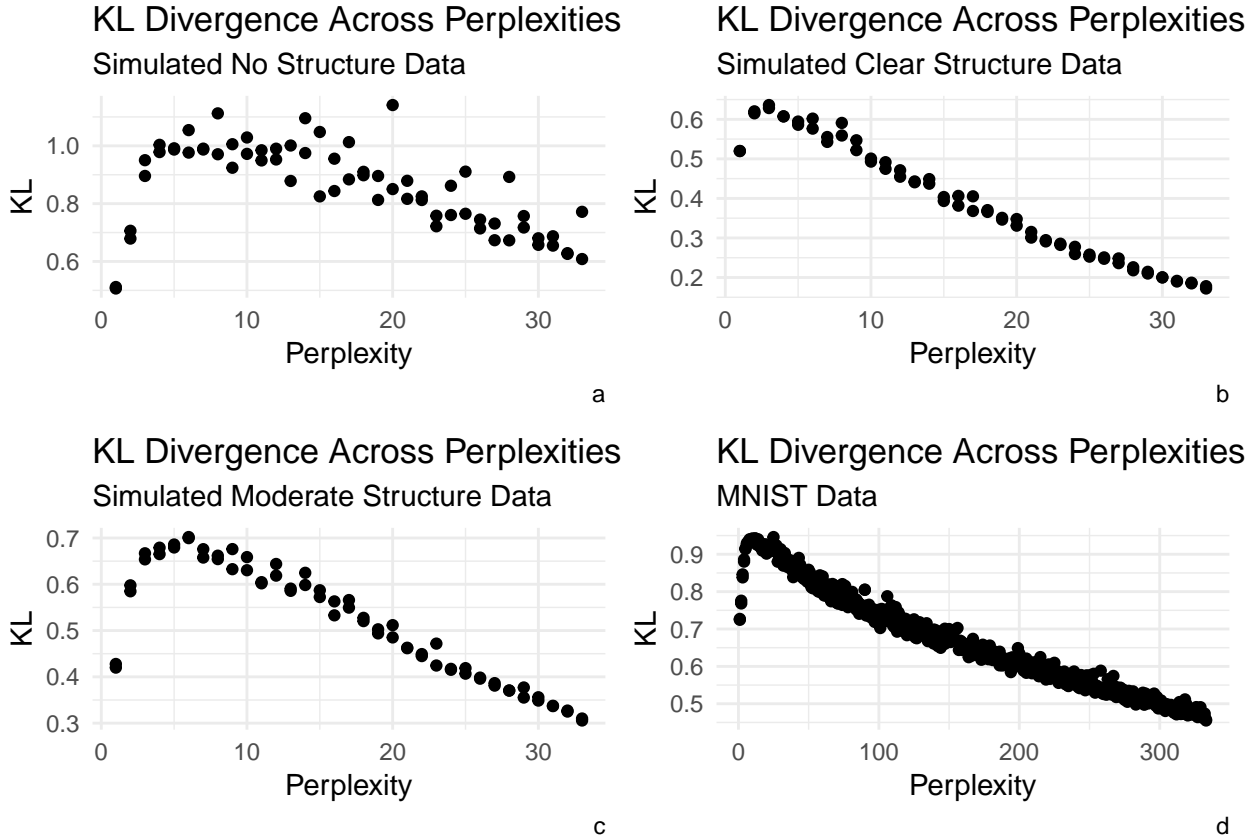 KL Divergence Across Perplexities
Simulated No Structure Data
KL
1.0
0.8
0.6
0 10 20 30
Perplexity
a
KL Divergence Across Perplexities
Simulated Clear Structure Data
KL
0.6
0.5
0.4
0.3
0.2
0 10 20 30
Perplexity
b
KL Divergence Across Perplexities
Simulated Moderate Structure Data
KL
0.7
0.6
0.5
0.4
0.3
0 10 20 30
Perplexity
c
KL Divergence Across Perplexities
MNIST Data
KL
0.9
0.8
0.7
0.6
0.5
0 100 200 300
Perplexity
d